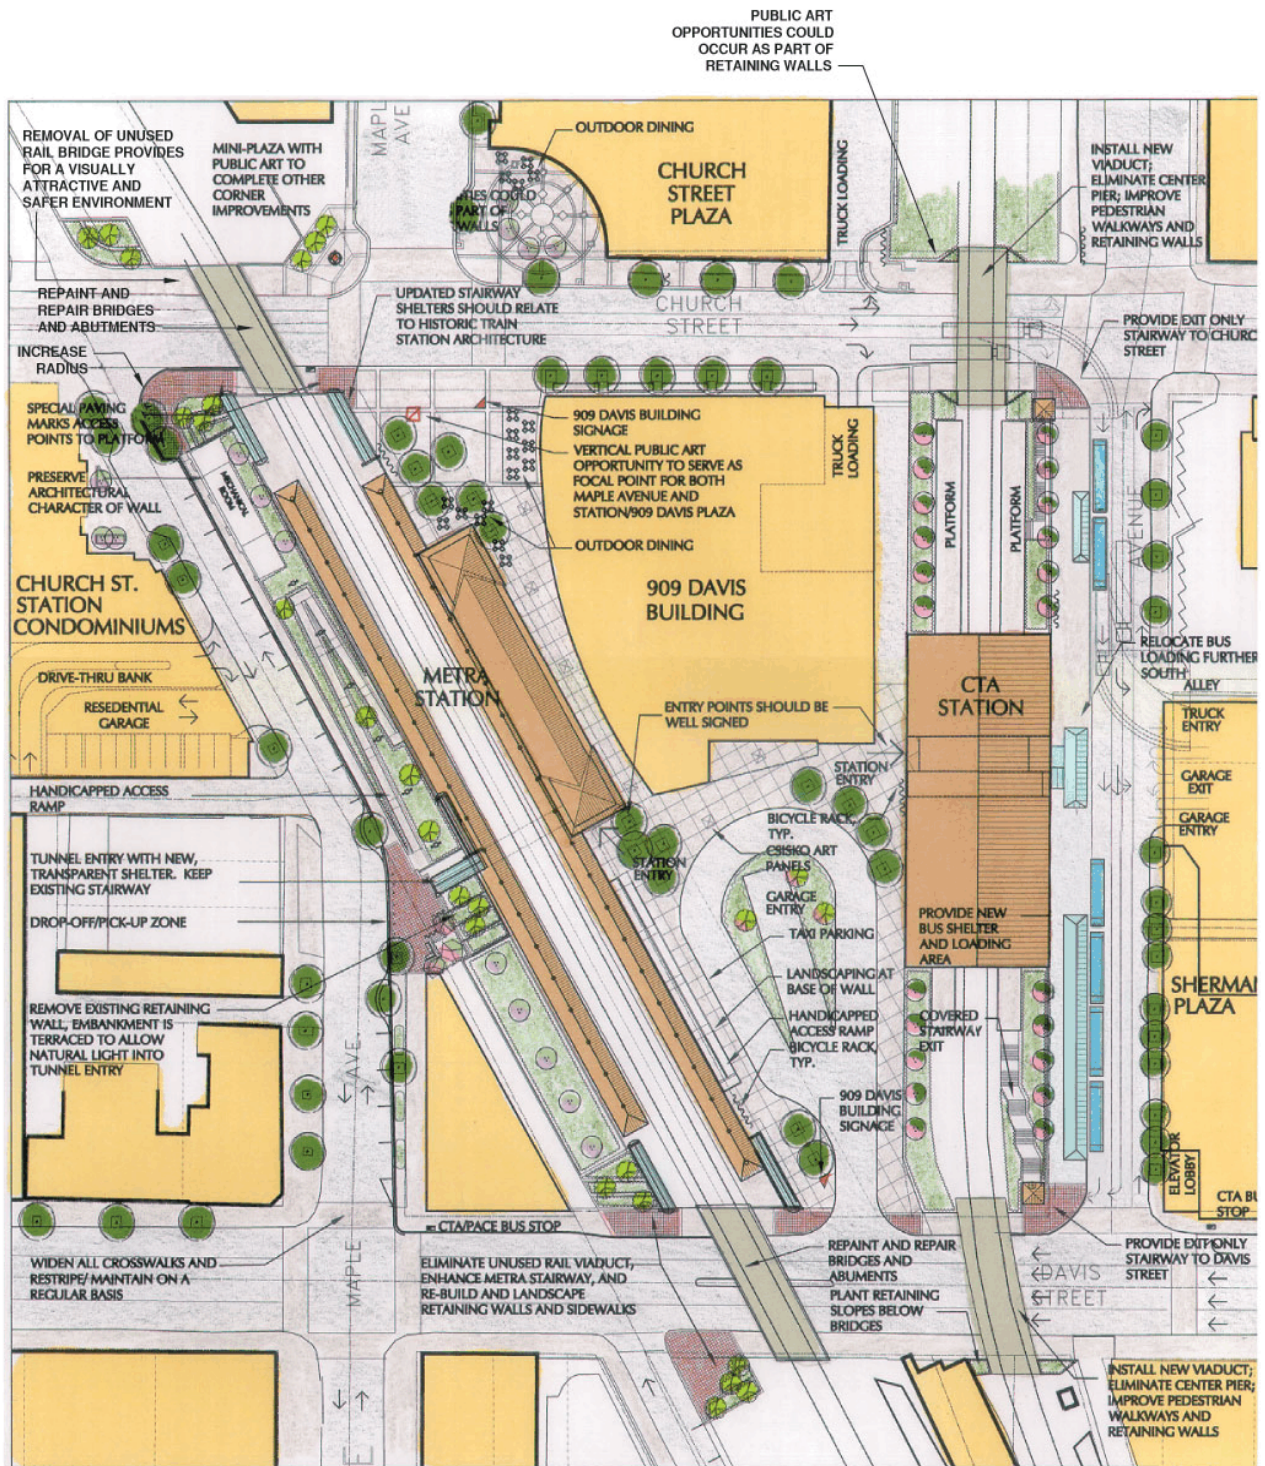 PUBLIC ART
OPPORTUNITIES COULD
OCCUR AS PART OF
RETAINING WALLS
REMOVAL OF UNUSED
RAIL BRIDGE PROVIDES
FOR A VISUALLY
ATTRACTIVE AND
SAFER ENVIRONMENT
MINI-PLAZA WITH
PUBLIC ART TO
COMPLETE OTHER
CORNER
IMPROVEMENTS
MAPLE
AVE
OUTDOOR DINING
CHURCH
STREET
PLAZA
TRUCK LOADING
INSTALL NEW
VIADUCT;
ELIMINATE CENTER
PIER; IMPROVE
PEDESTRIAN
WALKWAYS AND
RETAINING WALLS
TIES COULD
PART OF
WALLS
REPAINT AND
REPAIR BRIDGES
AND ABUTMENTS
UPDATED STAIRWAY
SHELTERS SHOULD RELATE
TO HISTORIC TRAIN
STATION ARCHITECTURE
CHURCH
STREET
PROVIDE EXIT ONLY
STAIRWAY TO CHURC
STREET
INCREASE
RADIUS
SPECIAL PAVING
MARKS ACCESS
POINTS TO PLATFORM
PRESERVE
ARCHITECTURAL
CHARACTER OF WALL
MECHANICAL
ROOM
909 DAVIS BUILDING
SIGNAGE
VERTICAL PUBLIC ART
OPPORTUNITY TO SERVE AS
FOCAL POINT FOR BOTH
MAPLE AVENUE AND
STATION/909 DAVIS PLAZA
OUTDOOR DINING
TRUCK
LOADING
PLATFORM
PLATFORM
AVENUE
CHURCH ST.
STATION
CONDOMINIUMS
909 DAVIS
BUILDING
DRIVE-THRU BANK
RESEDENTIAL
GARAGE
METRA
STATION
CTA
STATION
RELOCATE BUS
LOADING FURTHER
SOUTH
ALLEY
TRUCK
ENTRY
ENTRY POINTS SHOULD BE
WELL SIGNED
STATION
ENTRY
GARAGE
EXIT
GARAGE
ENTRY
HANDICAPPED ACCESS
RAMP
BICYCLE RACK,
TYP.
CSISKO ART
PANELS
STATION
ENTRY
GARAGE
ENTRY
TUNNEL ENTRY WITH NEW,
TRANSPARENT SHELTER. KEEP
EXISTING STAIRWAY
DROP-OFF/PICK-UP ZONE
TAXI PARKING
PROVIDE NEW
BUS SHELTER
AND LOADING
AREA
LANDSCAPING AT
BASE OF WALL
SHERMAN
PLAZA
REMOVE EXISTING RETAINING
WALL, EMBANKMENT IS
TERRACED TO ALLOW
NATURAL LIGHT INTO
TUNNEL ENTRY
HANDICAPPED
ACCESS RAMP
BICYCLE RACK,
TYP.
COVERED
STAIRWAY
EXIT
909 DAVIS
BUILDING
SIGNAGE
MAPLE AVE.
ELEVATOR
LOBBY
CTA BU
STOP
CTA/PACE BUS STOP
WIDEN ALL CROSSWALKS AND
RESTRIPE/ MAINTAIN ON A
REGULAR BASIS
ELIMINATE UNUSED RAIL VIADUCT,
ENHANCE METRA STAIRWAY, AND
RE-BUILD AND LANDSCAPE
RETAINING WALLS AND SIDEWALKS
REPAINT AND REPAIR
BRIDGES AND
ABUMENTS
PLANT RETAINING
SLOPES BELOW
BRIDGES
DAVIS
STREET
PROVIDE EXIT ONLY
STAIRWAY TO DAVIS
STREET
INSTALL NEW VIADUCT;
ELIMINATE CENTER PIER;
IMPROVE PEDESTRIAN
WALKWAYS AND
RETAINING WALLS